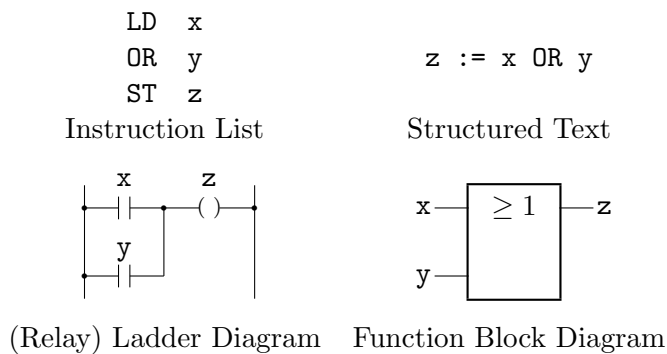 LD x
OR y
ST z
Instruction List
z := x OR y
Structured Text
x z
y
(Relay) Ladder Diagram
x ≥ 1 z
y
Function Block Diagram